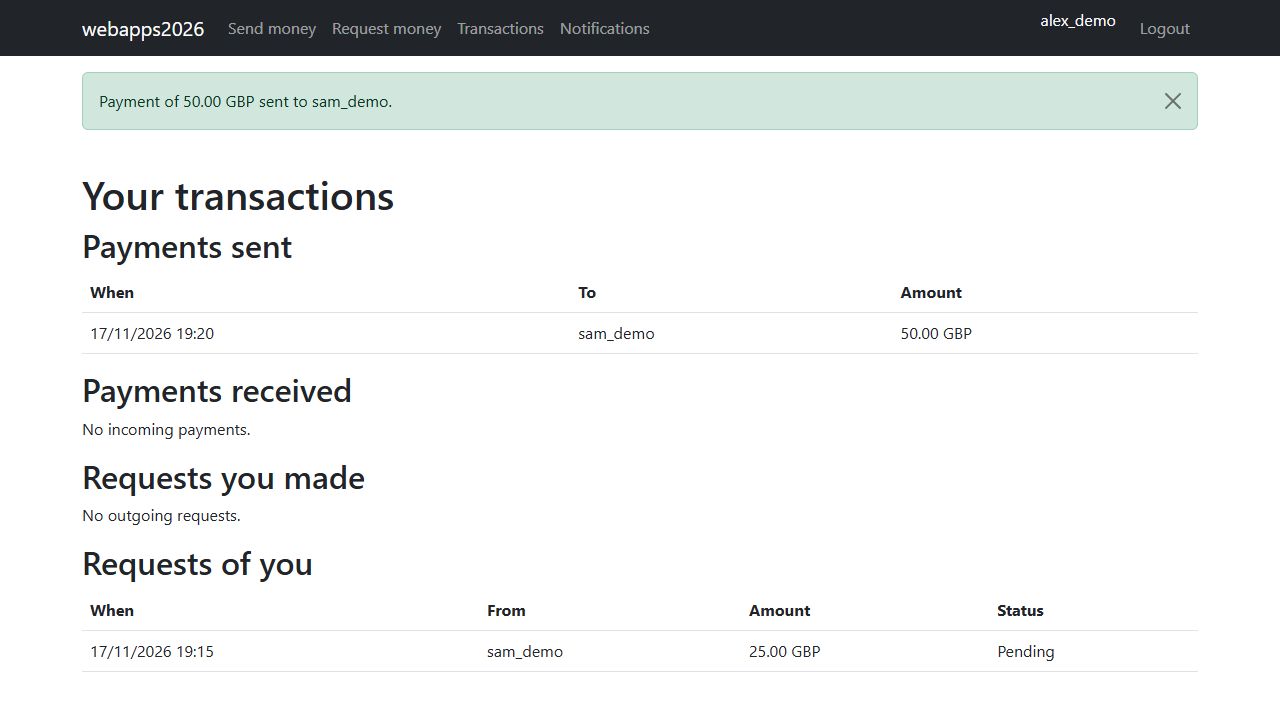 webapps2026 Send money Request money Transactions Notifications alex_demo Logout
Payment of 50.00 GBP sent to sam_demo.
Your transactions
Payments sent
When To Amount
17/11/2026 19:20 sam_demo 50.00 GBP
Payments received
No incoming payments.
Requests you made
No outgoing requests.
Requests of you
When From Amount Status
17/11/2026 19:15 sam_demo 25.00 GBP Pending